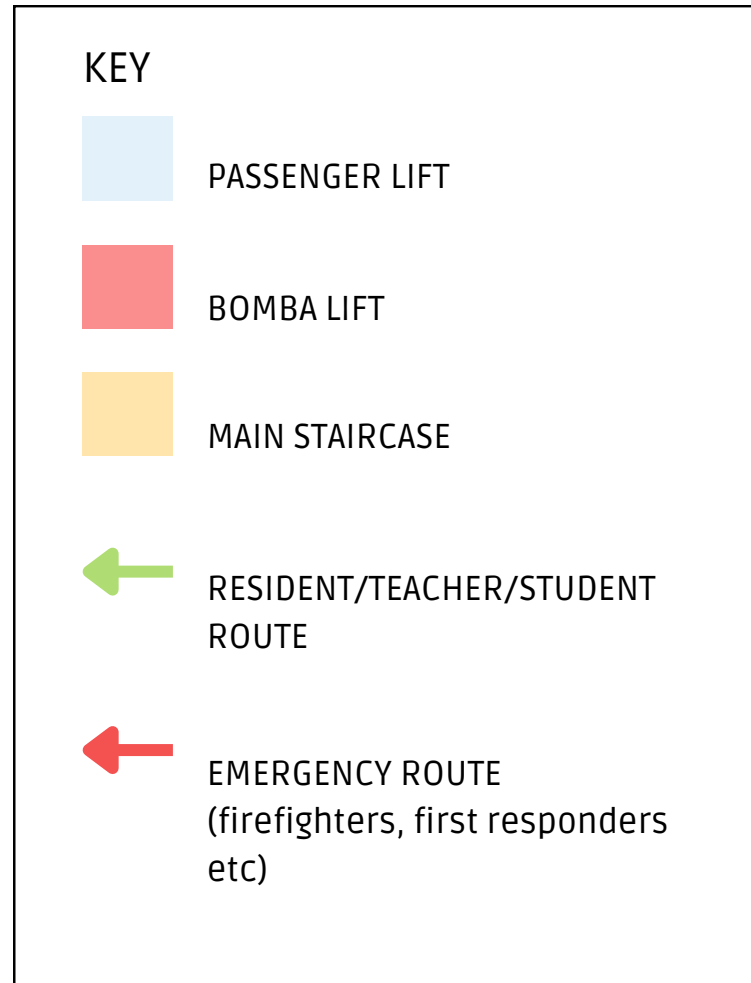 KEY
PASSENGER LIFT
BOMBA LIFT
MAIN STAIRCASE
RESIDENT/TEACHER/STUDENT
ROUTE
EMERGENCY ROUTE
(firefighters, first responders
etc)